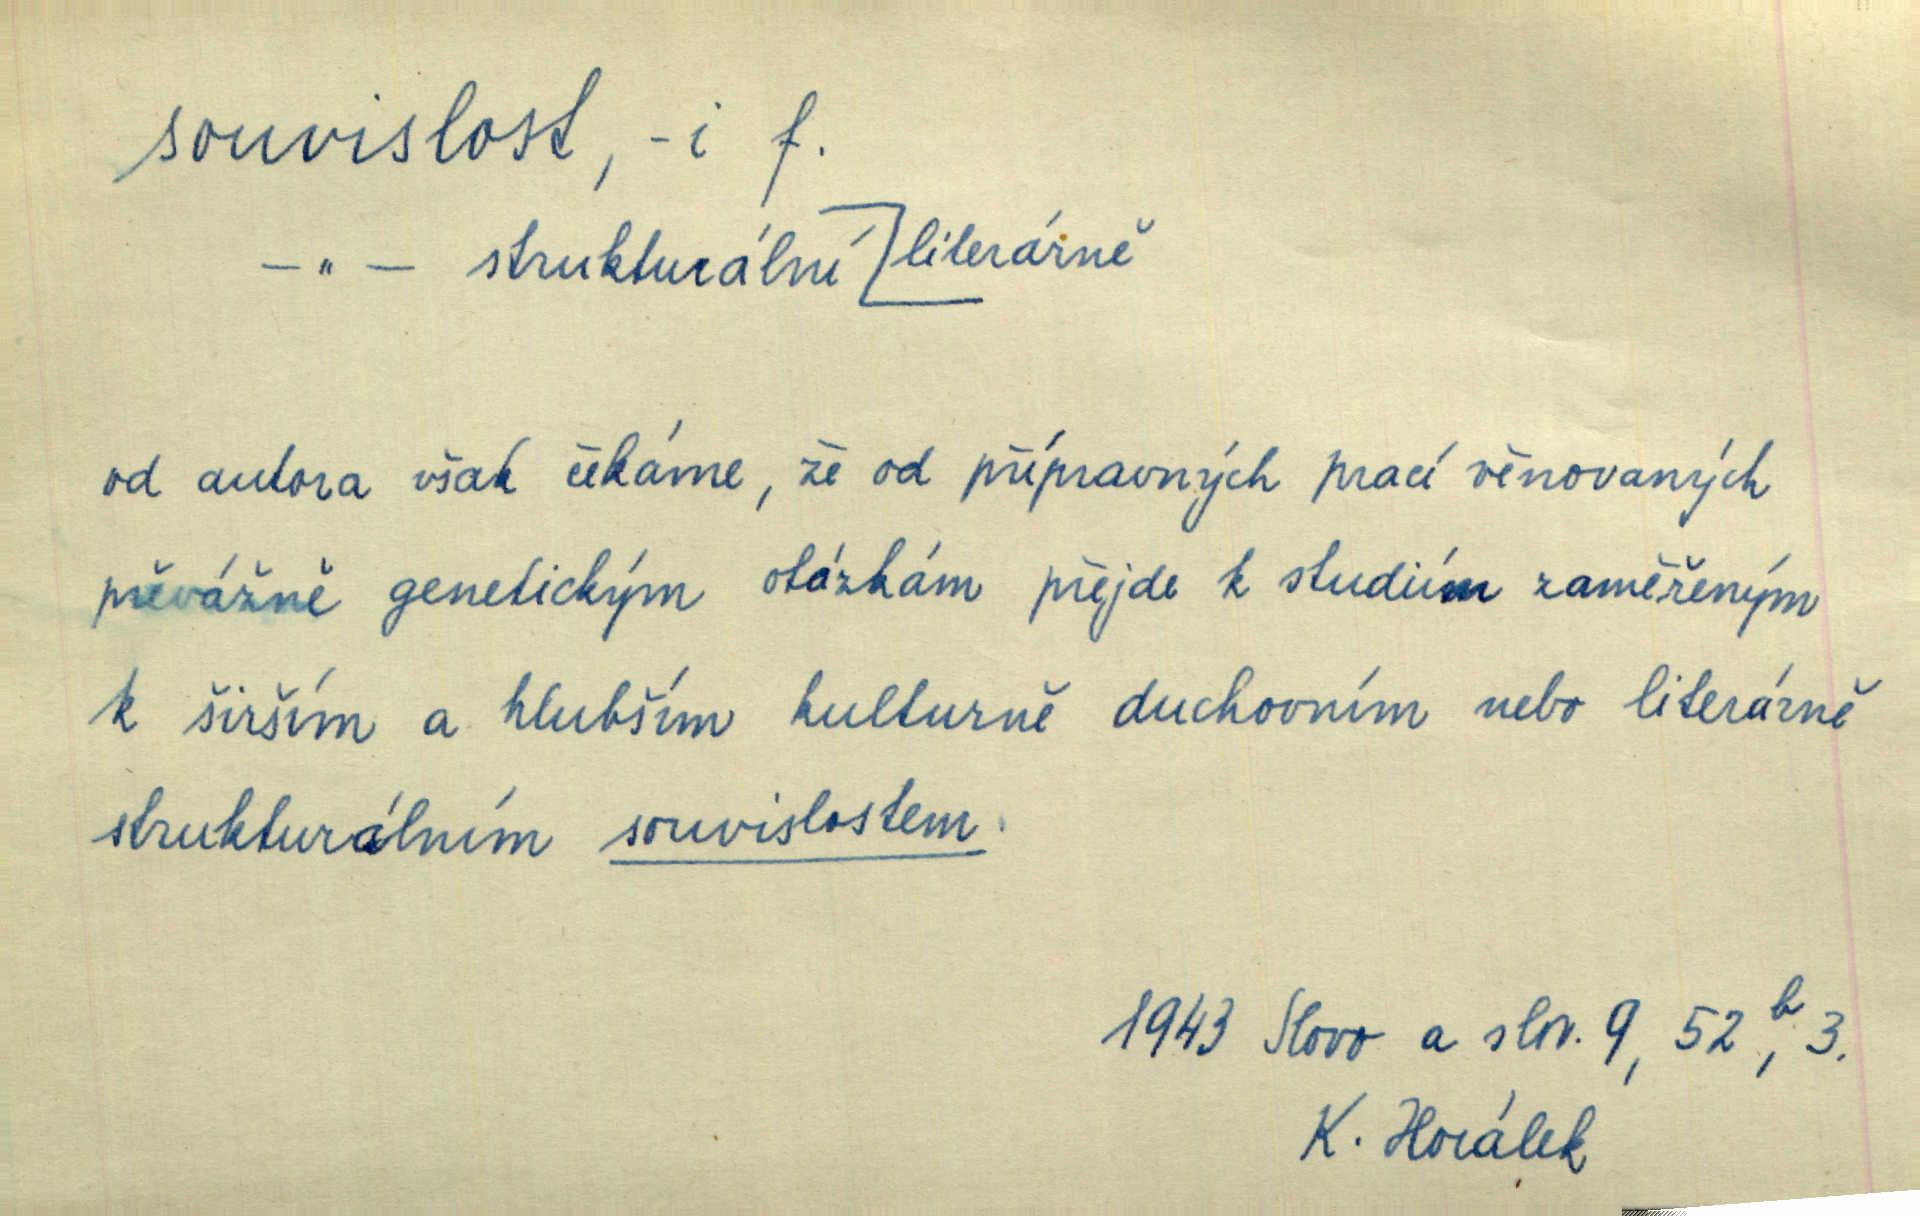 souvislost, -i f.
— " — strukturální literárně
od autora však čekáme, že od přípravných prací věnovaných
převážně genetickým otázkám přejde k studiím zaměřeným
k širším a hlubším kulturně duchovním nebo literárně
strukturálním souvislostem.
1943 Slovo a slov. 9, 52b, 3.
K. Horálek